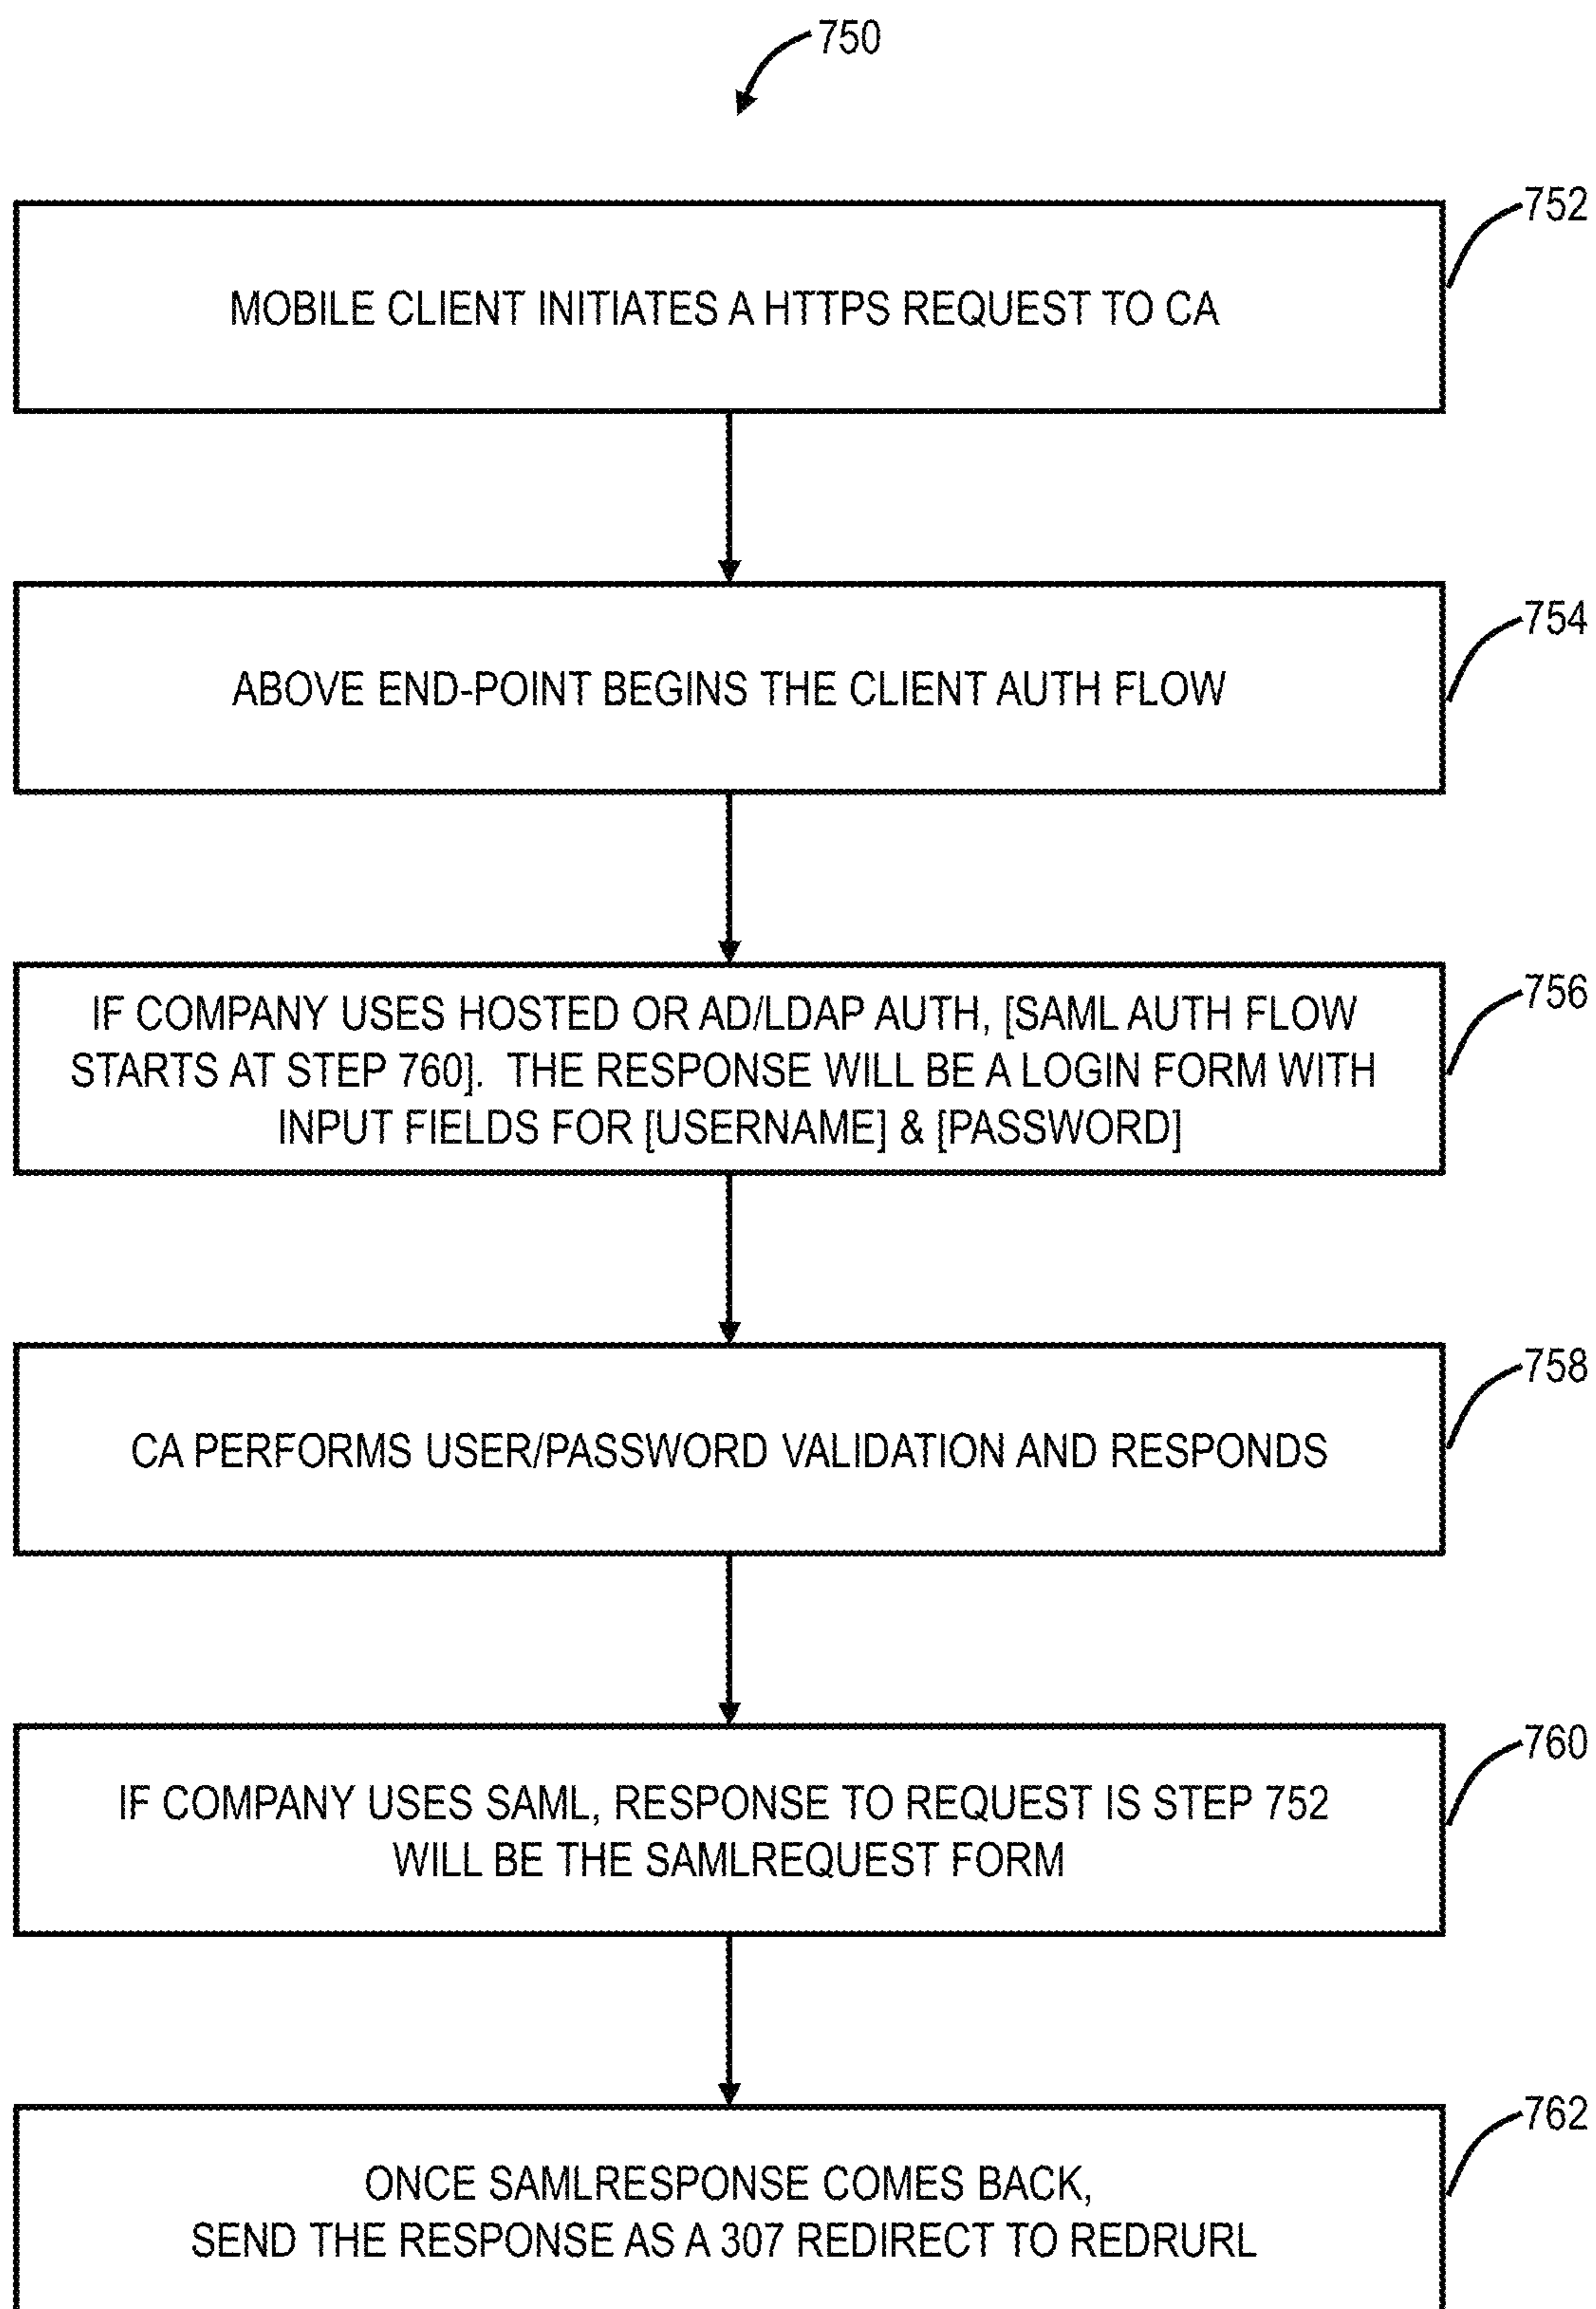 750
752
MOBILE CLIENT INITIATES A HTTPS REQUEST TO CA
754
ABOVE END-POINT BEGINS THE CLIENT AUTH FLOW
756
IF COMPANY USES HOSTED OR AD/LDAP AUTH, [SAML AUTH FLOW
STARTS AT STEP 760]. THE RESPONSE WILL BE A LOGIN FORM WITH
INPUT FIELDS FOR [USERNAME] & [PASSWORD]
758
CA PERFORMS USER/PASSWORD VALIDATION AND RESPONDS
760
IF COMPANY USES SAML, RESPONSE TO REQUEST IS STEP 752
WILL BE THE SAMLREQUEST FORM
762
ONCE SAMLRESPONSE COMES BACK,
SEND THE RESPONSE AS A 307 REDIRECT TO REDRURL